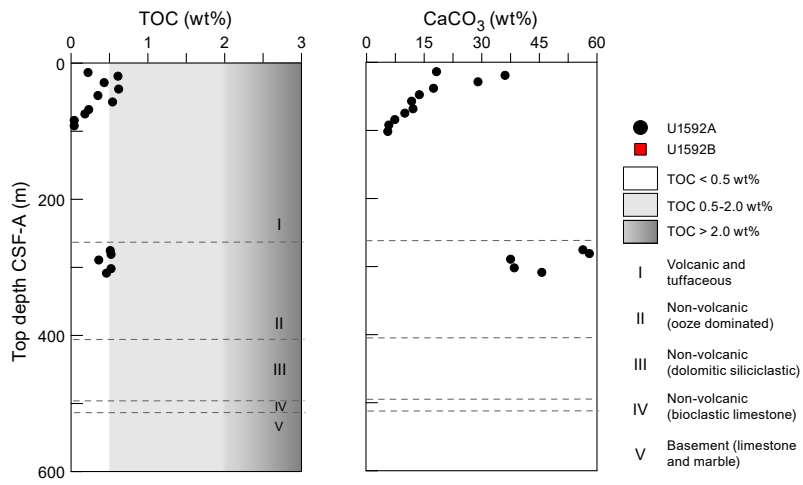 TOC (wt%)
0 1 2 3
CaCO3 (wt%)
0 15 30 45 60
Top depth CSF-A (m)
0
200
400
600
I
II
III
IV
V
U1592A
U1592B
TOC < 0.5 wt%
TOC 0.5-2.0 wt%
TOC > 2.0 wt%
I Volcanic and
tuffaceous
II Non-volcanic
(ooze dominated)
III Non-volcanic
(dolomitic siliciclastic)
IV Non-volcanic
(bioclastic limestone)
V Basement (limestone
and marble)